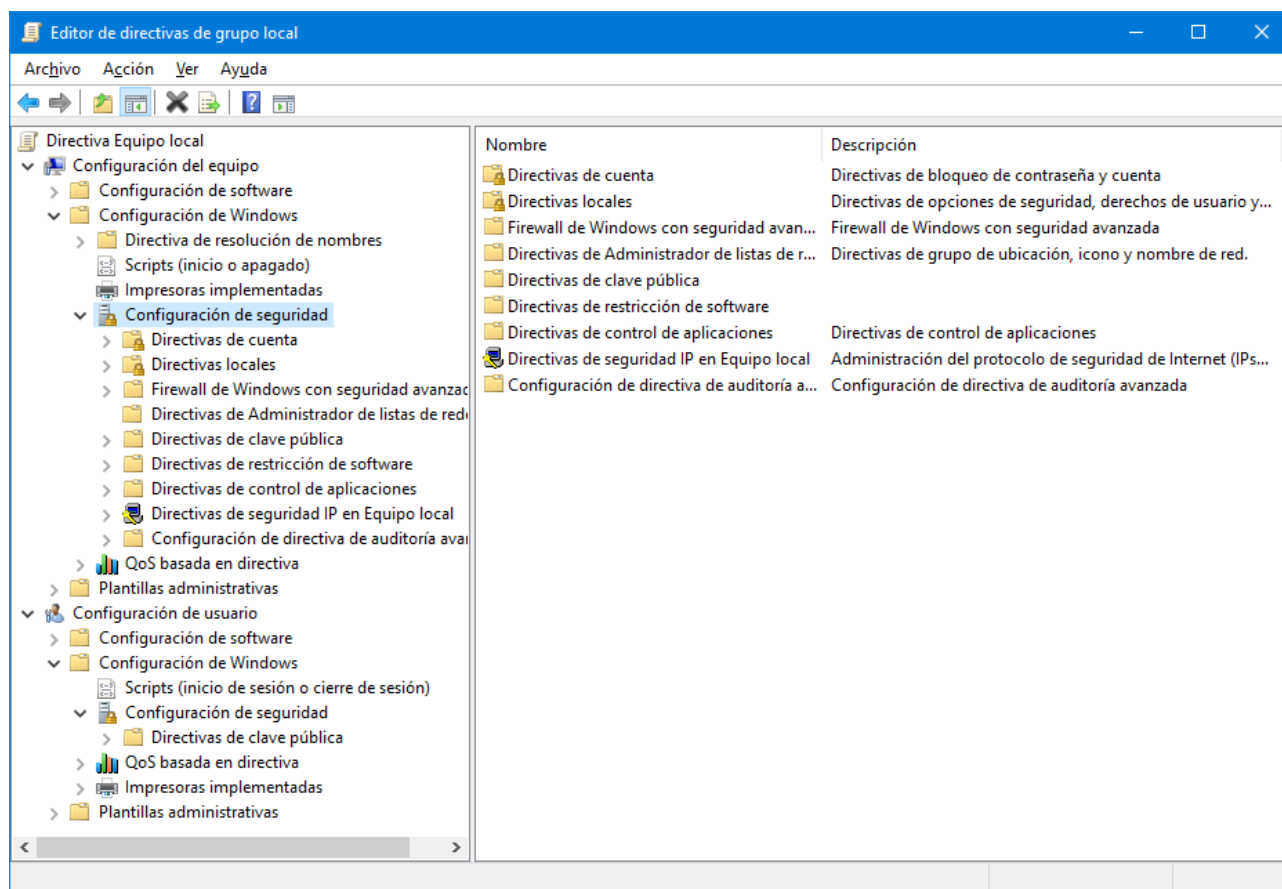 Editor de directivas de grupo local
Archivo Acción Ver Ayuda
Directiva Equipo local
Configuración del equipo
Configuración de software
Configuración de Windows
Directiva de resolución de nombres
Scripts (inicio o apagado)
Impresoras implementadas
Configuración de seguridad
Directivas de cuenta
Directivas locales
Firewall de Windows con seguridad avanzad
Directivas de Administrador de listas de rede
Directivas de clave pública
Directivas de restricción de software
Directivas de control de aplicaciones
Directivas de seguridad IP en Equipo local
Configuración de directiva de auditoría avan
QoS basada en directiva
Plantillas administrativas
Configuración de usuario
Configuración de software
Configuración de Windows
Scripts (inicio de sesión o cierre de sesión)
Configuración de seguridad
Directivas de clave pública
QoS basada en directiva
Impresoras implementadas
Plantillas administrativas
Nombre Descripción
Directivas de cuenta Directivas de bloqueo de contraseña y cuenta
Directivas locales Directivas de opciones de seguridad, derechos de usuario y...
Firewall de Windows con seguridad avan... Firewall de Windows con seguridad avanzada
Directivas de Administrador de listas de r... Directivas de grupo de ubicación, icono y nombre de red.
Directivas de clave pública
Directivas de restricción de software
Directivas de control de aplicaciones Directivas de control de aplicaciones
Directivas de seguridad IP en Equipo local Administración del protocolo de seguridad de Internet (IPs...
Configuración de directiva de auditoría a... Configuración de directiva de auditoría avanzada